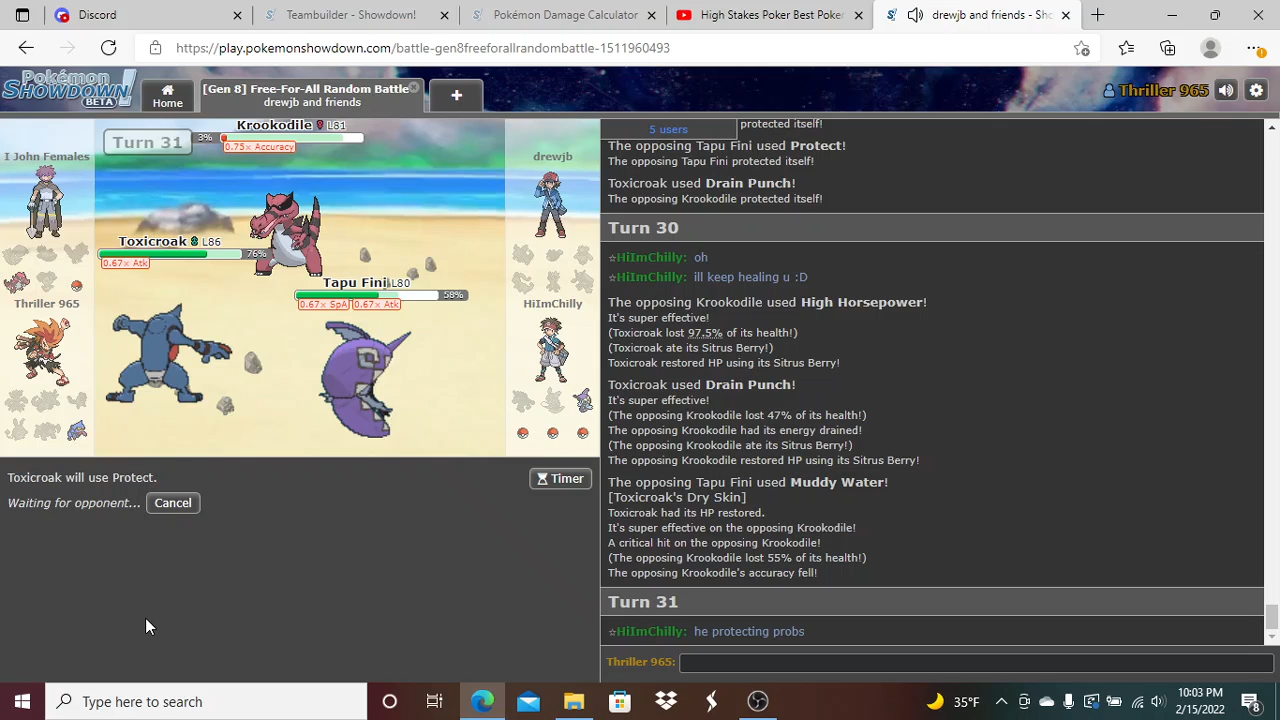 Discord
Teambuilder - Showdown!
Pokémon Damage Calculator
High Stakes Poker Best Poker
drewjb and friends - Sho
https://play.pokemonshowdown.com/battle-gen8freeforallrandombattle-1511960493
Pokémon
Showdown!
BETA
Home
[Gen 8] Free-For-All Random Battle
drewjb and friends
+
Thriller 965
I John Females
Thriller 965
Turn 31
Krookodile L81
3%
0.75× Accuracy
Toxicroak L86
76%
0.67× Atk
Tapu Fini L80
58%
0.67× SpA 0.67× Atk
drewjb
HiImChilly
Toxicroak will use Protect.
Waiting for opponent...
Cancel
Timer
5 users
protected itself!
The opposing Tapu Fini used Protect!
The opposing Tapu Fini protected itself!
Toxicroak used Drain Punch!
The opposing Krookodile protected itself!
Turn 30
☆HiImChilly: oh
☆HiImChilly: ill keep healing u :D
The opposing Krookodile used High Horsepower!
It's super effective!
(Toxicroak lost 97.5% of its health!)
(Toxicroak ate its Sitrus Berry!)
Toxicroak restored HP using its Sitrus Berry!
Toxicroak used Drain Punch!
It's super effective!
(The opposing Krookodile lost 47% of its health!)
The opposing Krookodile had its energy drained!
(The opposing Krookodile ate its Sitrus Berry!)
The opposing Krookodile restored HP using its Sitrus Berry!
The opposing Tapu Fini used Muddy Water!
[Toxicroak's Dry Skin]
Toxicroak had its HP restored.
It's super effective on the opposing Krookodile!
A critical hit on the opposing Krookodile!
(The opposing Krookodile lost 55% of its health!)
The opposing Krookodile's accuracy fell!
Turn 31
☆HiImChilly: he protecting probs
Thriller 965:
Type here to search
35°F
10:03 PM
2/15/2022
8